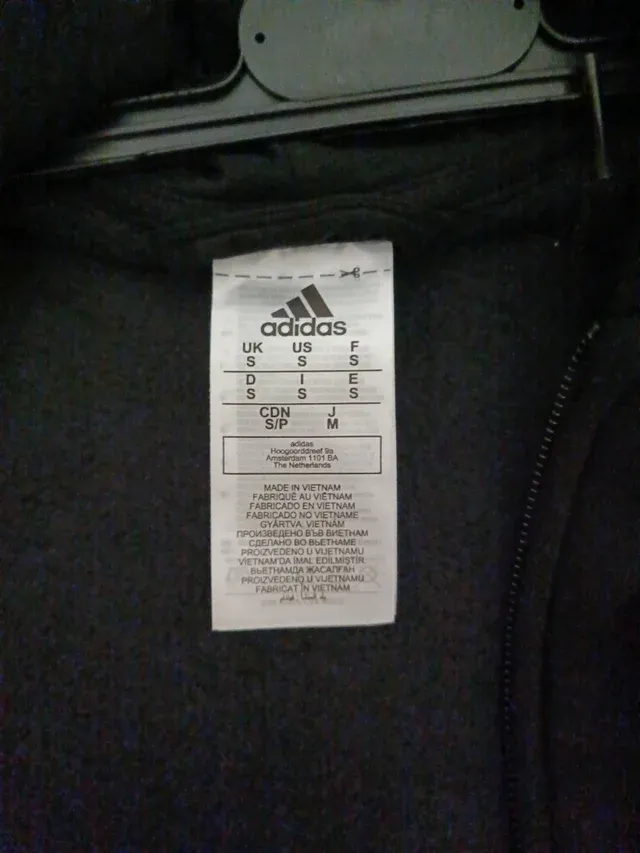 adidas
UK US F
S S S
D I E
S S S
CDN J
S/P M
adidas
Hoogoorddreef 9a
Amsterdam 1101 BA
The Netherlands
MADE IN VIETNAM
FABRIQUÉ AU VIÊTNAM
FABRICADO EN VIETNAM
FABRICADO NO VIETNAME
GYÁRTVA: VIETNÁM
ПРОИЗВЕДЕНО ВЪВ ВИЕТНАМ
СДЕЛАНО ВО ВЬЕТНАМЕ
PROIZVEDENO U VIJETNAMU
VIETNAM'DA İMAL EDİLMİŞTİR
ВЬЕТНАМДА ЖАСАЛҒАН
PROIZVEDENO U VIJETNAMU
FABRICAT ÎN VIETNAM